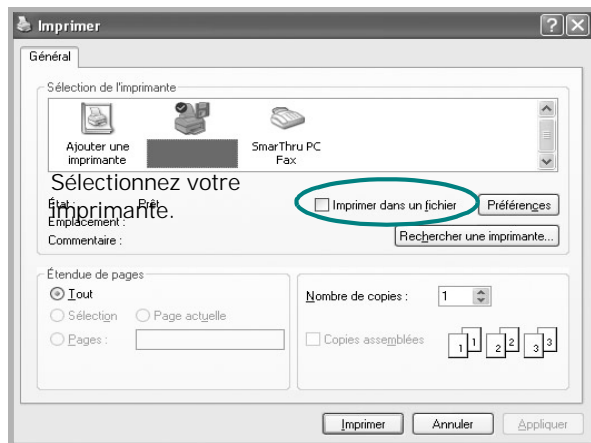 Imprimer
Général
Sélection de l'imprimante
Ajouter une
imprimante
SmarThru PC
Fax
Sélectionnez votre
imprimante.
État : Prêt
Emplacement :
Commentaire :
Imprimer dans un fichier
Préférences
Rechercher une imprimante...
Étendue de pages
Tout
Sélection Page actuelle
Pages :
Nombre de copies : 1
Copies assemblées
1 1 2 2 3 3
Imprimer Annuler Appliquer